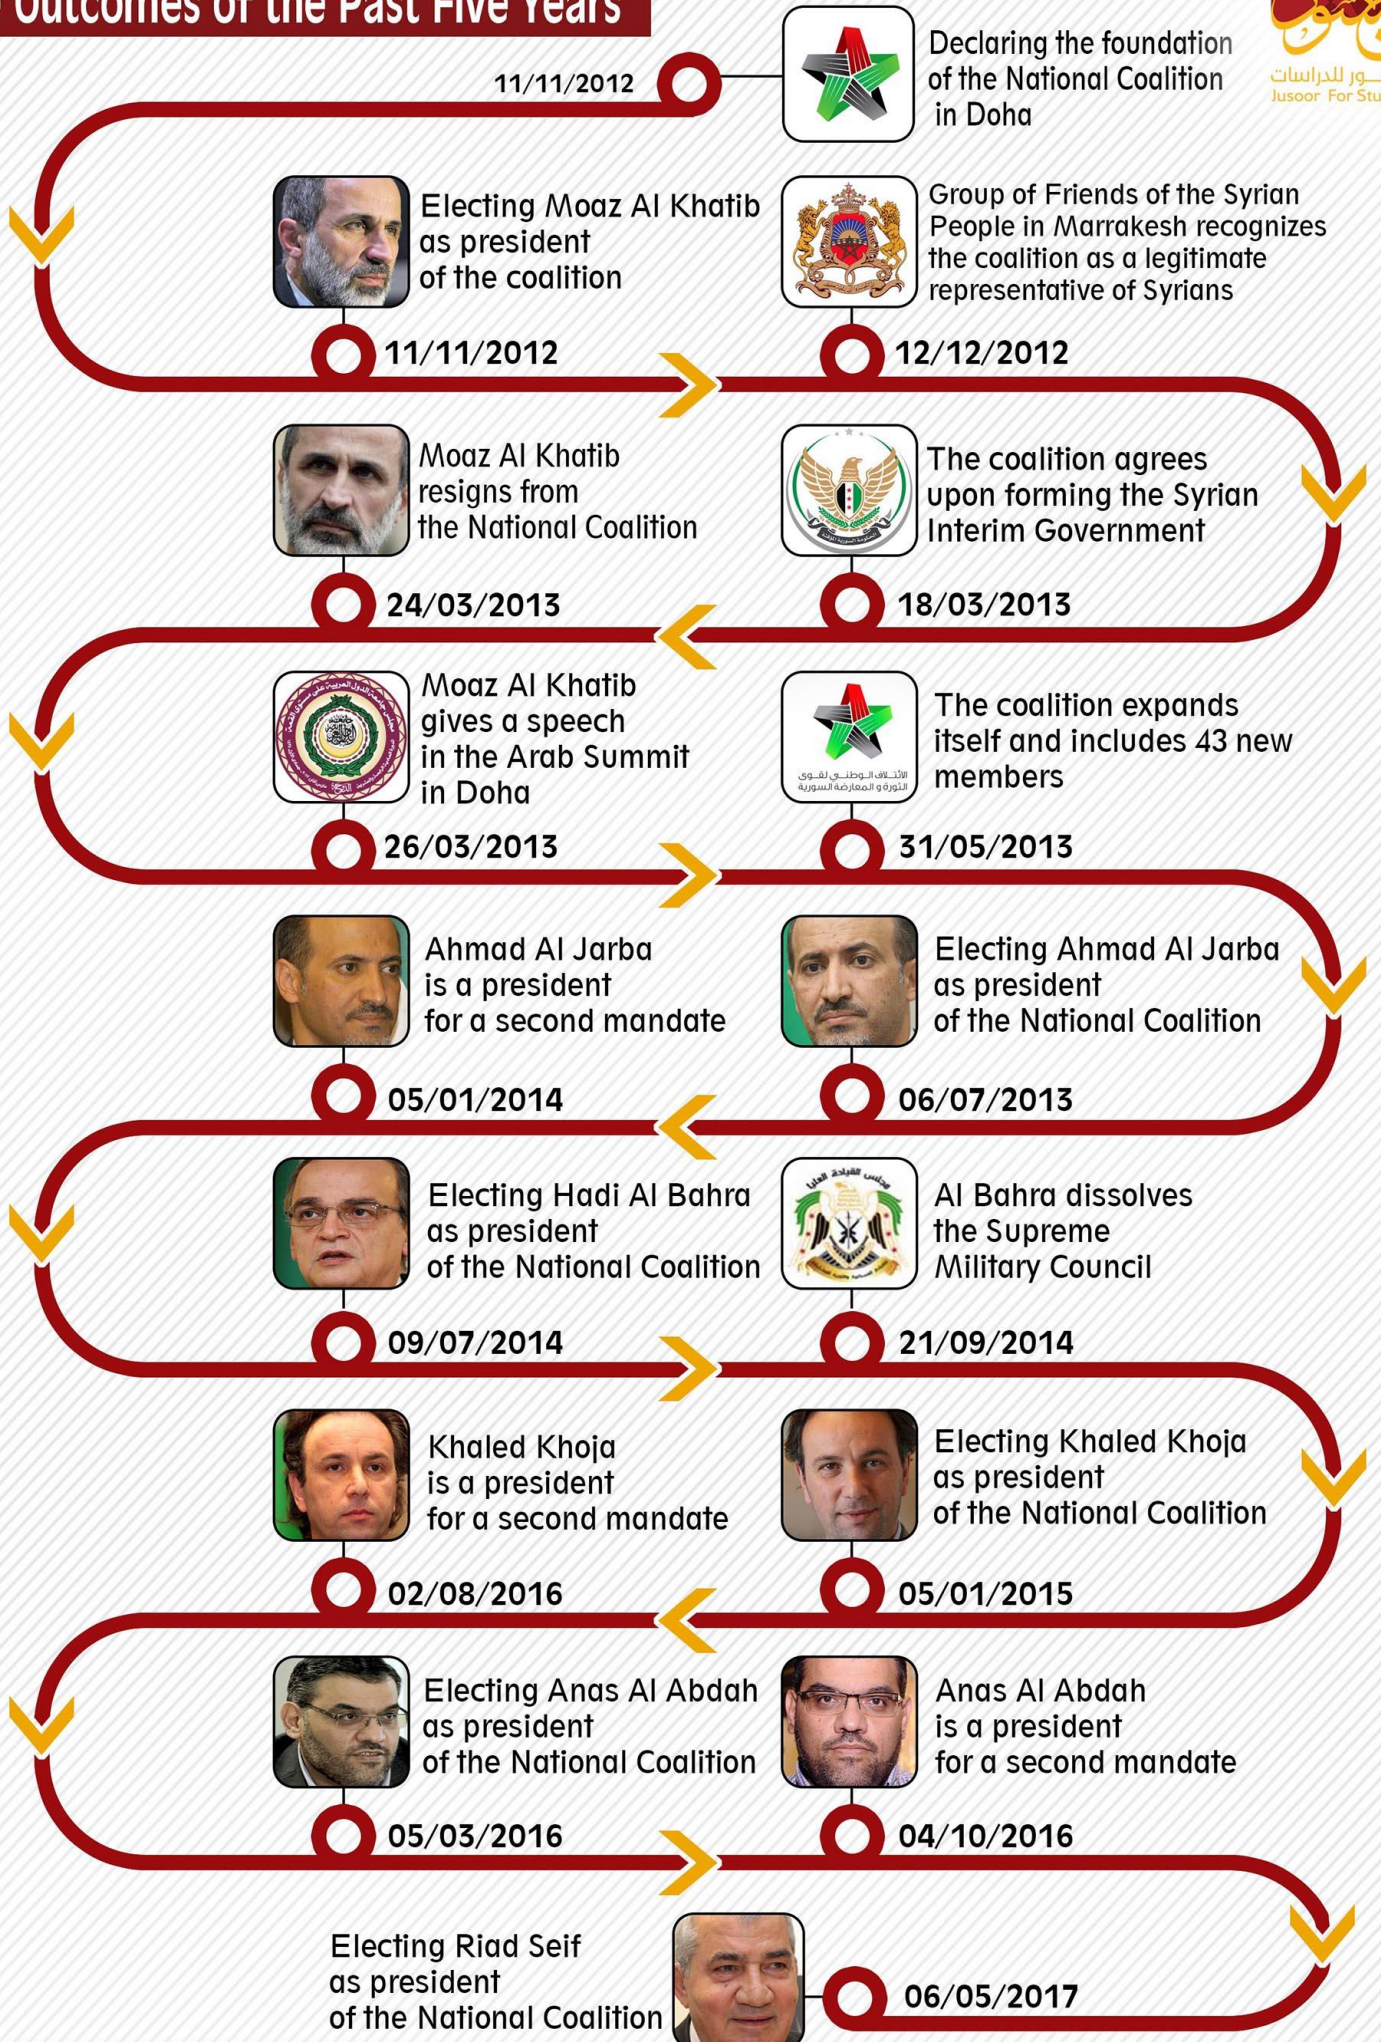 Outcomes of the Past Five Years
جسور للدراسات
Jusoor For Stu
11/11/2012
Declaring the foundation
of the National Coalition
in Doha
Electing Moaz Al Khatib
as president
of the coalition
11/11/2012
Group of Friends of the Syrian
People in Marrakesh recognizes
the coalition as a legitimate
representative of Syrians
12/12/2012
The coalition agrees
upon forming the Syrian
Interim Government
18/03/2013
Moaz Al Khatib
resigns from
the National Coalition
24/03/2013
Moaz Al Khatib
gives a speech
in the Arab Summit
in Doha
26/03/2013
الائتلاف الوطني لقوى
الثورة و المعارضة السورية
The coalition expands
itself and includes 43 new
members
31/05/2013
Electing Ahmad Al Jarba
as president
of the National Coalition
06/07/2013
Ahmad Al Jarba
is a president
for a second mandate
05/01/2014
Electing Hadi Al Bahra
as president
of the National Coalition
09/07/2014
مجلس القيادة العليا
Al Bahra dissolves
the Supreme
Military Council
21/09/2014
Electing Khaled Khoja
as president
of the National Coalition
05/01/2015
Khaled Khoja
is a president
for a second mandate
02/08/2016
Electing Anas Al Abdah
as president
of the National Coalition
05/03/2016
Anas Al Abdah
is a president
for a second mandate
04/10/2016
Electing Riad Seif
as president
of the National Coalition
06/05/2017